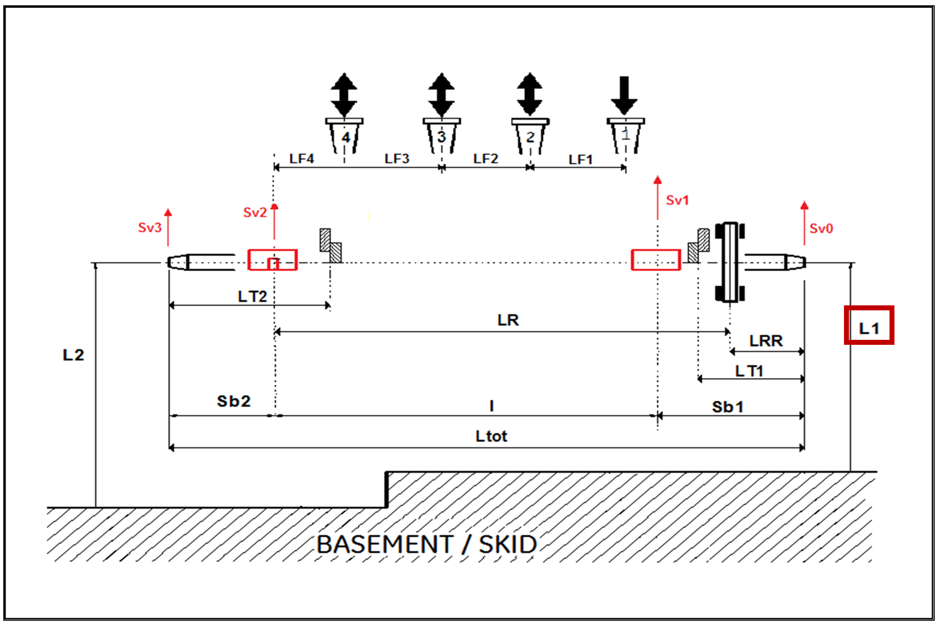 4 3 2 1
LF4 LF3 LF2 LF1
Sv3 Sv2 Sv1 Sv0
LT2
LR
L2 L1
LRR
LT1
Sb2 I Sb1
Ltot
BASEMENT / SKID